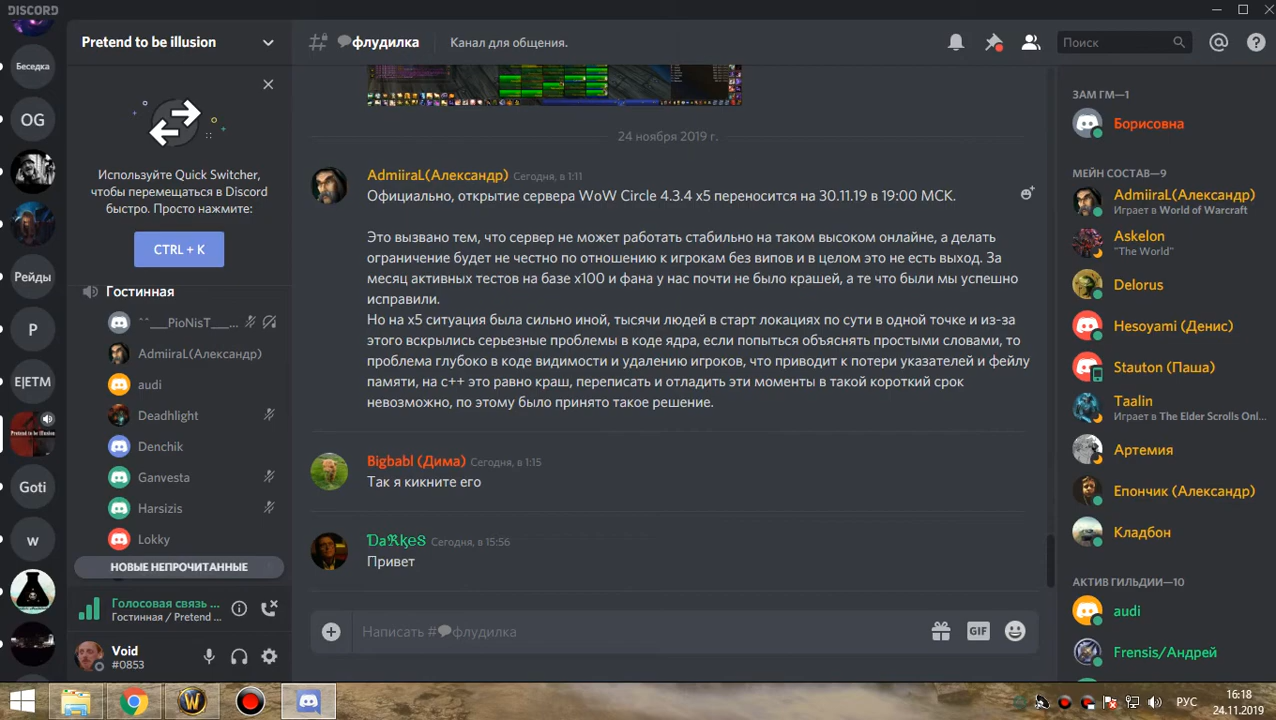 DISCORD
Беседка
OG
Рейды
P
E|ETM
Pretend to be illusion
Goti
w
Pretend to be illusion
Используйте Quick Switcher,
чтобы перемещаться в Discord
быстро. Просто нажмите:
CTRL + K
Гостинная
ˆˆ___PioNisT___...
AdmiiraL(Александр)
audi
Deadhlight
Denchik
Ganvesta
Harsizis
Lokky
НОВЫЕ НЕПРОЧИТАННЫЕ
Голосовая связь ...
Гостинная / Pretend ...
Void
#0853
флудилка
Канал для общения.
Поиск
24 ноября 2019 г.
AdmiiraL(Александр) Сегодня, в 1:11
Официально, открытие сервера WoW Circle 4.3.4 x5 переносится на 30.11.19 в 19:00 МСК.
Это вызвано тем, что сервер не может работать стабильно на таком высоком онлайне, а делать
ограничение будет не честно по отношению к игрокам без випов и в целом это не есть выход. За
месяц активных тестов на базе x100 и фана у нас почти не было крашей, а те что были мы успешно
исправили.
Но на x5 ситуация была сильно иной, тысячи людей в старт локациях по сути в одной точке и из-за
этого вскрылись серьезные проблемы в коде ядра, если попыться объяснять простыми словами, то
проблема глубоко в коде видимости и удалению игроков, что приводит к потери указателей и фейлу
памяти, на с++ это равно краш, переписать и отладить эти моменты в такой короткий срок
невозможно, по этому было принято такое решение.
Bigbabl (Дима) Сегодня, в 1:15
Так я кикните его
ƊaƦƙeS Сегодня, в 15:56
Привет
Написать #флудилка
GIF
ЗАМ ГМ—1
Борисовна
МЕЙН СОСТАВ—9
AdmiiraL(Александр)
Играет в World of Warcraft
Askelon
"The World"
Delorus
Hesoyami (Денис)
Stauton (Паша)
Taalin
Играет в The Elder Scrolls Onl...
Артемия
Епончик (Александр)
Кладбон
АКТИВ ГИЛЬДИИ—10
audi
Frensis/Андрей
РУС
16:18
24.11.2019